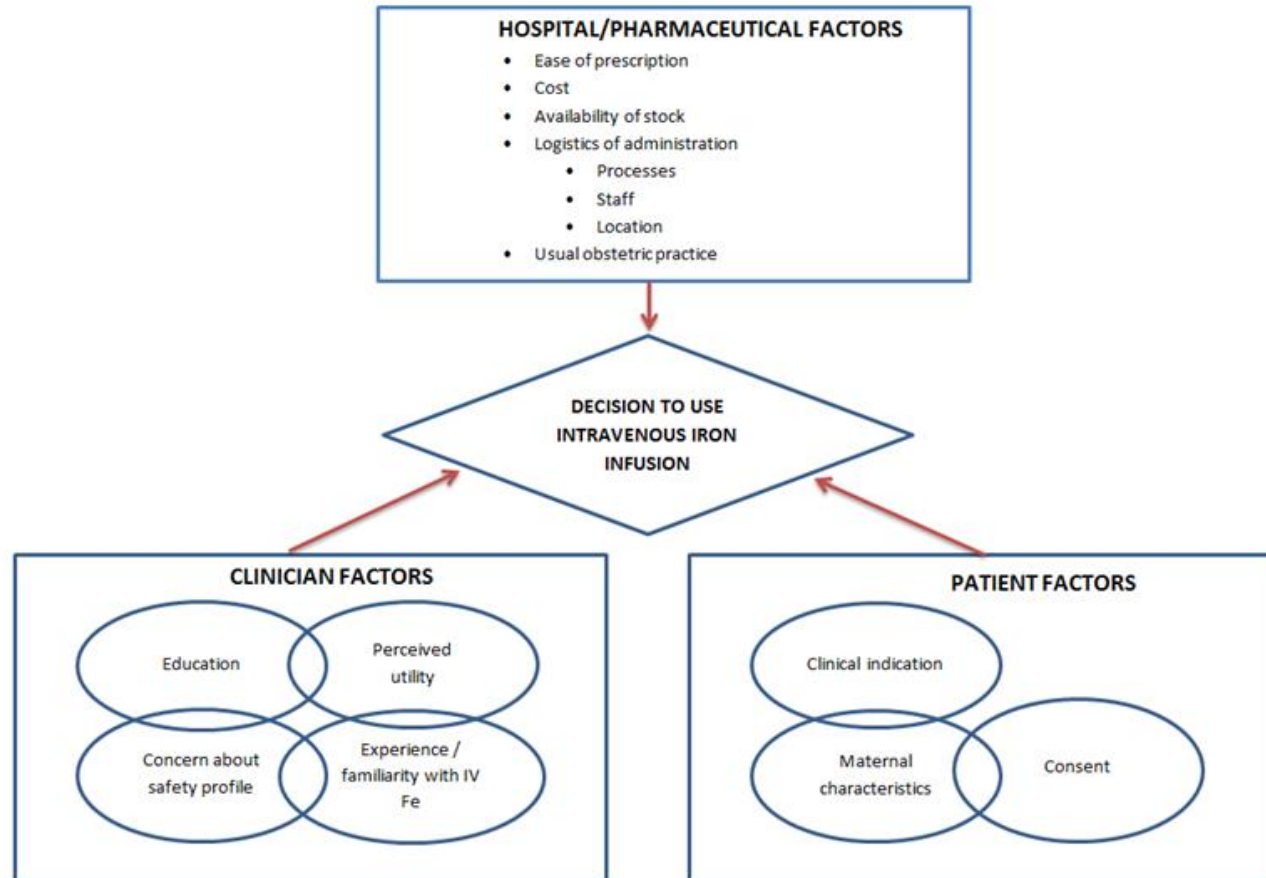 HOSPITAL/PHARMACEUTICAL FACTORS
• Ease of prescription
• Cost
• Availability of stock
• Logistics of administration
• Processes
• Staff
• Location
• Usual obstetric practice
DECISION TO USE
INTRAVENOUS IRON
INFUSION
CLINICIAN FACTORS
Education
Perceived
utility
Concern about
safety profile
Experience /
familiarity with IV
Fe
PATIENT FACTORS
Clinical indication
Maternal
characteristics
Consent